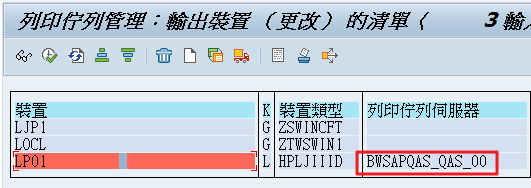 列印佇列管理：輸出裝置 （更改） 的清單〈 3 輸入
裝置 K 裝置類型 列印佇列伺服器
LJP1 G ZSWINCFT
LOCL G ZTWSWIN1
LP01 L HPLJIIID BWSAPQAS_QAS_00